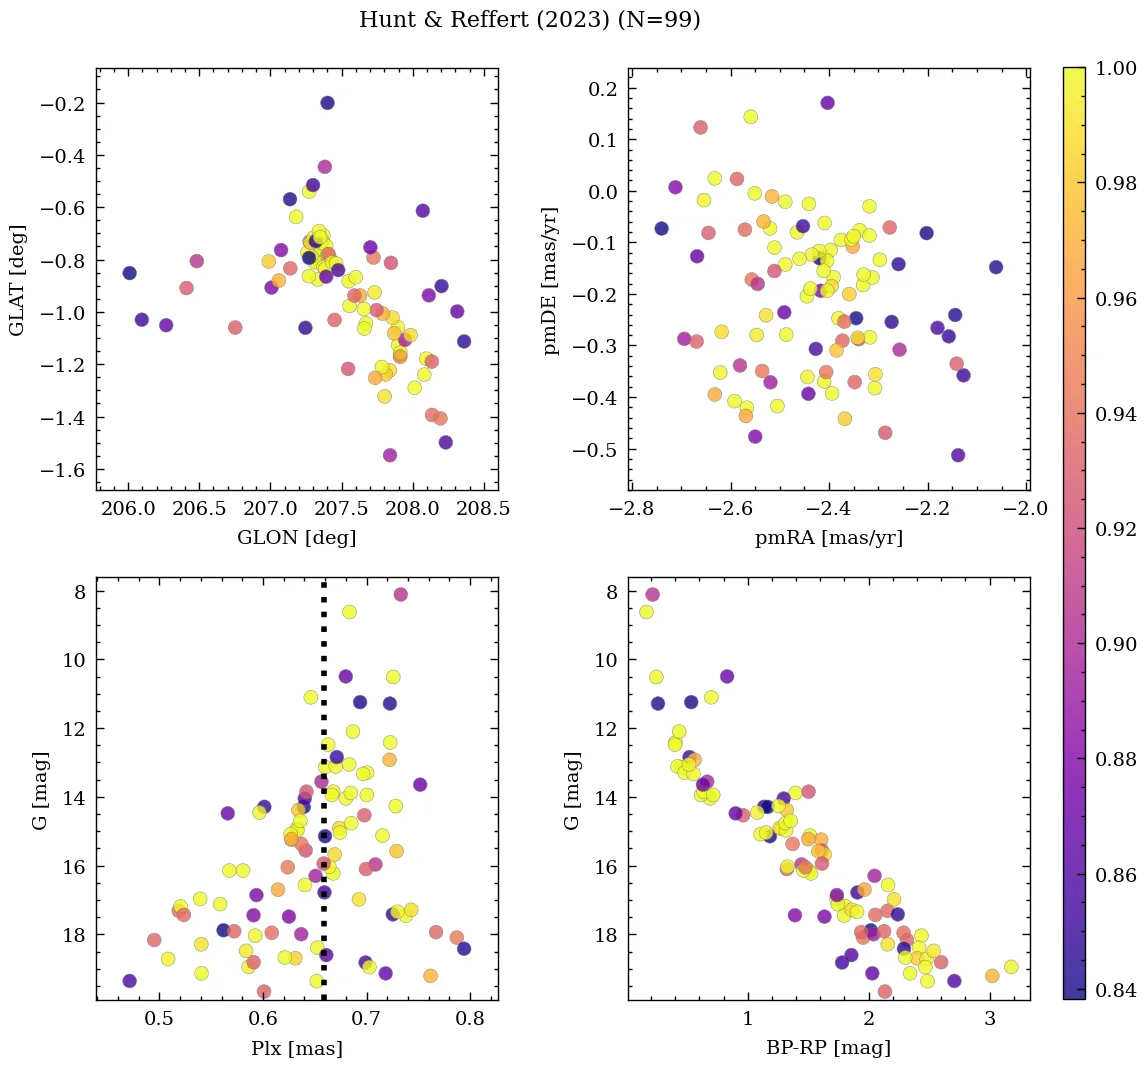 Hunt & Reffert (2023) (N=99)
GLAT [deg]
−0.2
−0.4
−0.6
−0.8
−1.0
−1.2
−1.4
−1.6
206.0 206.5 207.0 207.5 208.0 208.5
GLON [deg]
pmDE [mas/yr]
0.2
0.1
0.0
−0.1
−0.2
−0.3
−0.4
−0.5
−2.8 −2.6 −2.4 −2.2 −2.0
pmRA [mas/yr]
G [mag]
8
10
12
14
16
18
0.5 0.6 0.7 0.8
Plx [mas]
G [mag]
8
10
12
14
16
18
1 2 3
BP-RP [mag]
1.00
0.98
0.96
0.94
0.92
0.90
0.88
0.86
0.84